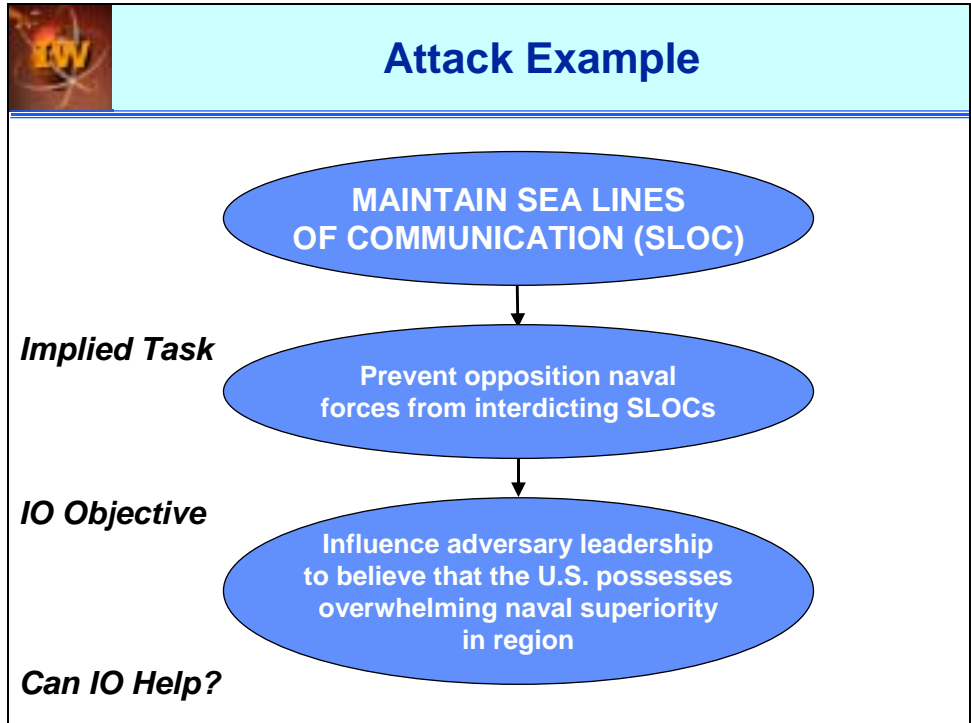 IW
Attack Example
MAINTAIN SEA LINES
OF COMMUNICATION (SLOC)
Implied Task
Prevent opposition naval
forces from interdicting SLOCs
IO Objective
Influence adversary leadership
to believe that the U.S. possesses
overwhelming naval superiority
in region
Can IO Help?